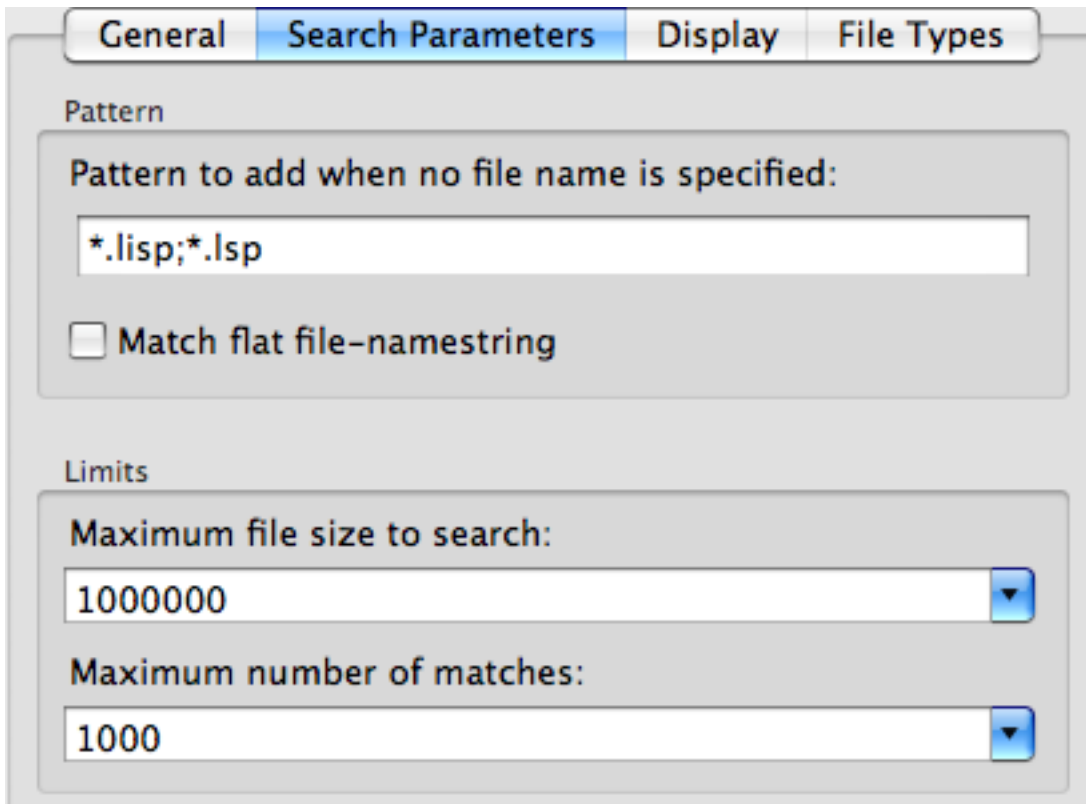 General Search Parameters Display File Types
Pattern
Pattern to add when no file name is specified:
*.lisp;*.lsp
Match flat file-namestring
Limits
Maximum file size to search:
1000000
Maximum number of matches:
1000